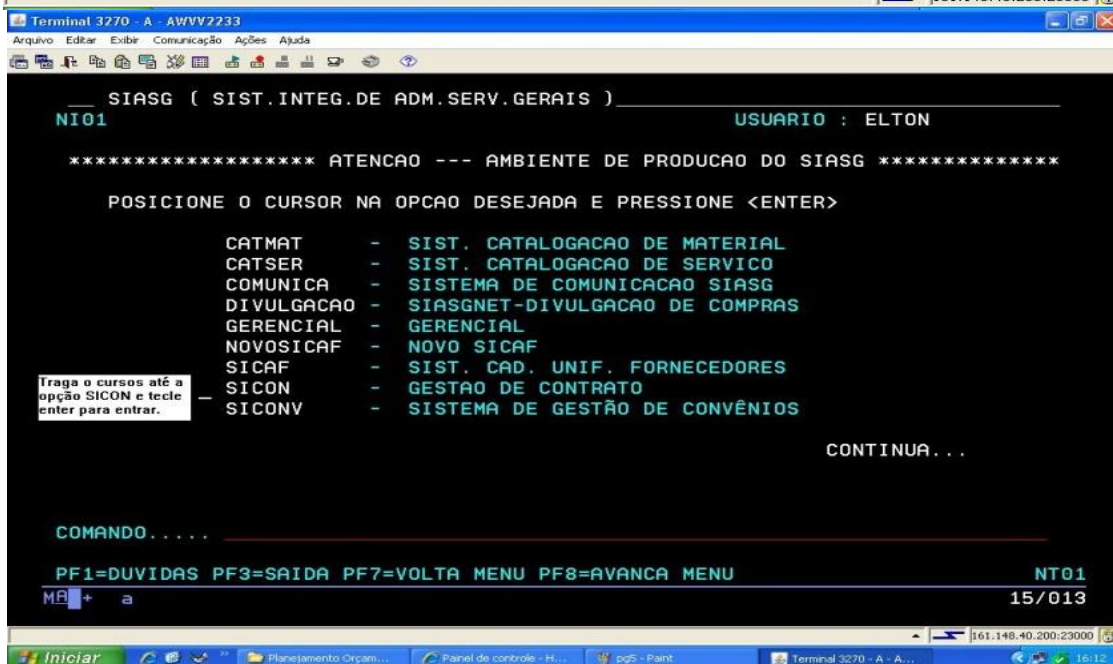 Terminal 3270 - A - AWVV2233
Arquivo Editar Exibir Comunicação Ações Ajuda
SIASG ( SIST.INTEG.DE ADM.SERV.GERAIS )
NI01 USUARIO : ELTON
******************* ATENCAO --- AMBIENTE DE PRODUCAO DO SIASG **************
POSICIONE O CURSOR NA OPCAO DESEJADA E PRESSIONE <ENTER>
CATMAT - SIST. CATALOGACAO DE MATERIAL
CATSER - SIST. CATALOGACAO DE SERVICO
COMUNICA - SISTEMA DE COMUNICACAO SIASG
DIVULGACAO - SIASGNET-DIVULGACAO DE COMPRAS
GERENCIAL - GERENCIAL
NOVOSICAF - NOVO SICAF
SICAF - SIST. CAD. UNIF. FORNECEDORES
SICON - GESTAO DE CONTRATO
SICONV - SISTEMA DE GESTÃO DE CONVÊNIOS
Traga o cursos até a
opção SICON e tecle
enter para entrar.
CONTINUA...
COMANDO.....
PF1=DUVIDAS PF3=SAIDA PF7=VOLTA MENU PF8=AVANCA MENU NT01
MA + a 15/013
161.148.40.200:23000
Iniciar Planejamento Orçam... Painel de controle - H... pg5 - Paint Terminal 3270 - A - A... 16:12